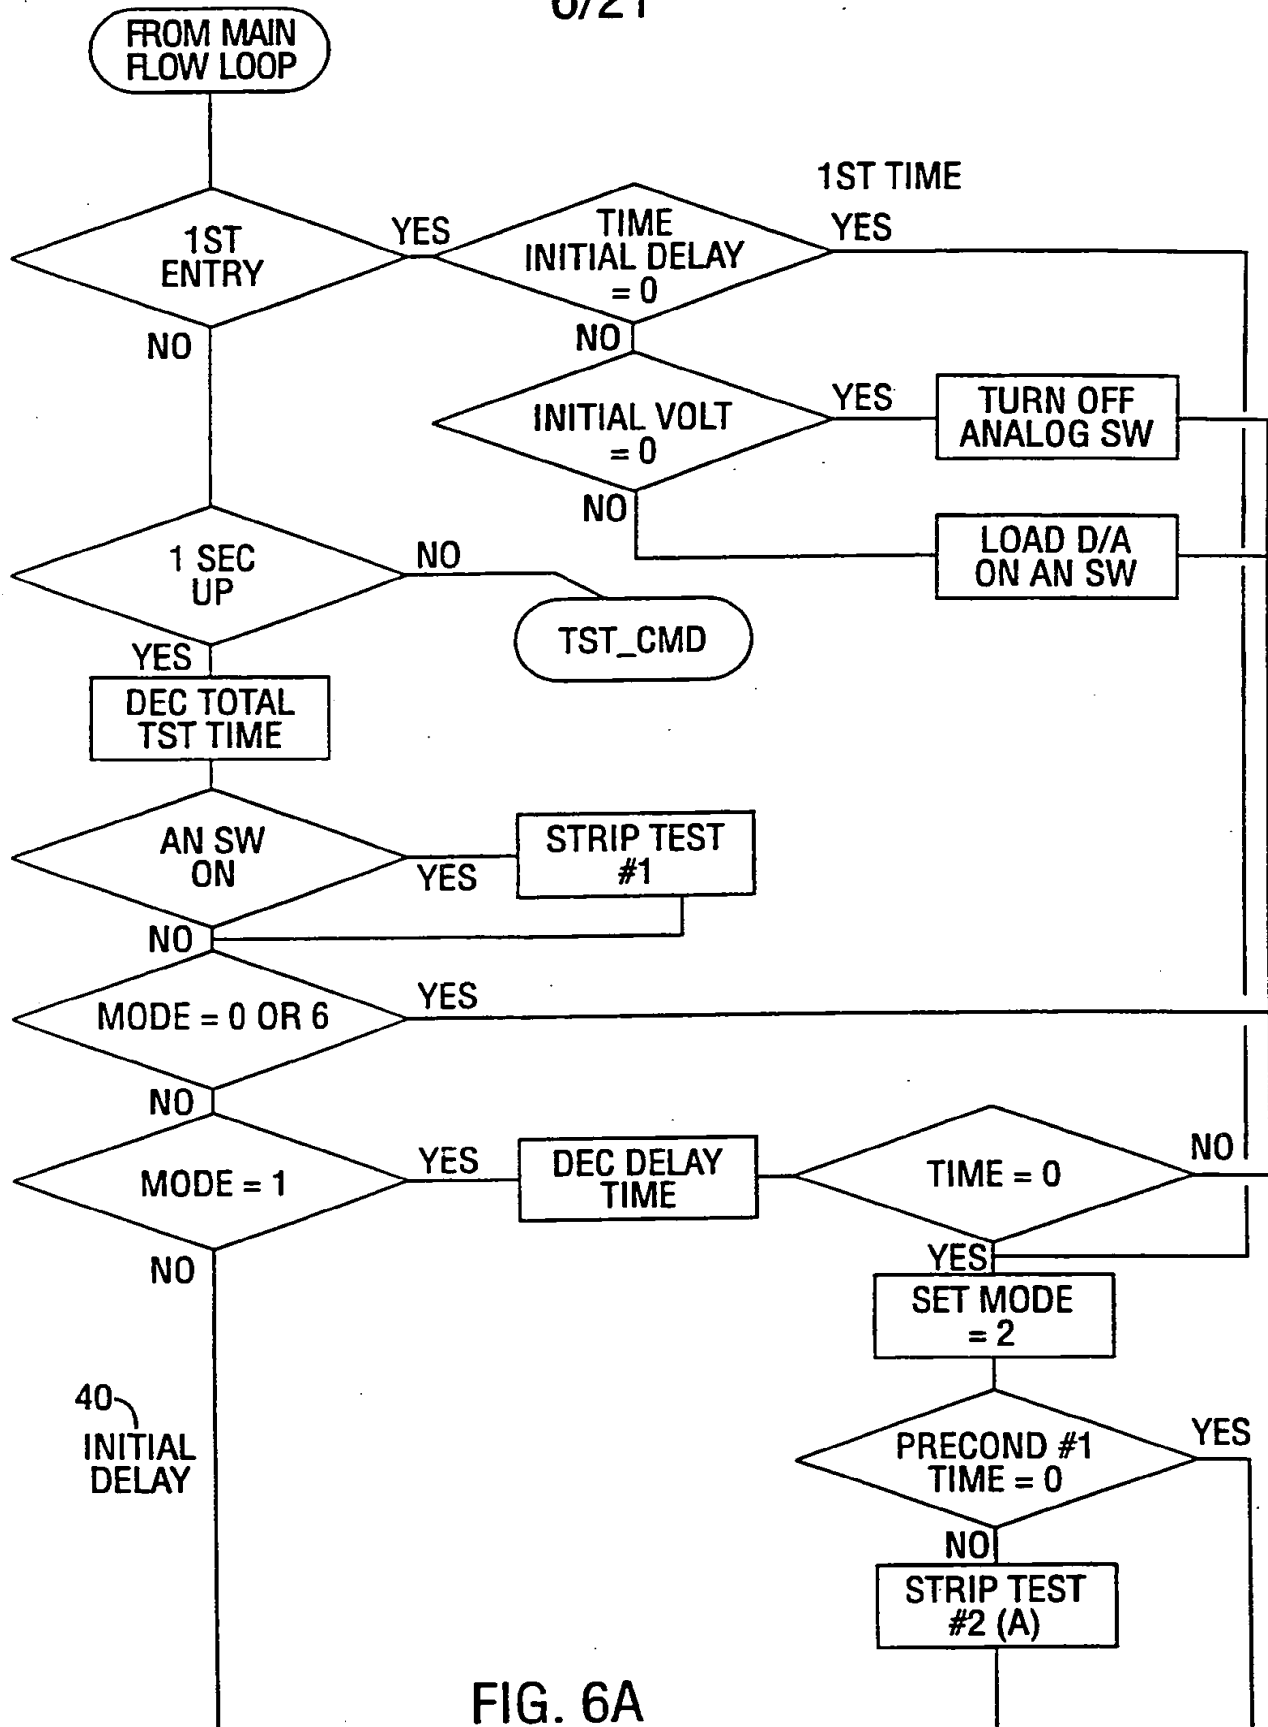 6/21
FROM MAIN
FLOW LOOP
1ST TIME
1ST
ENTRY
YES
TIME
INITIAL DELAY
= 0
YES
NO
NO
INITIAL VOLT
= 0
YES
TURN OFF
ANALOG SW
NO
LOAD D/A
ON AN SW
1 SEC
UP
NO
TST_CMD
YES
DEC TOTAL
TST TIME
AN SW
ON
YES
STRIP TEST
#1
NO
MODE = 0 OR 6
YES
NO
MODE = 1
YES
DEC DELAY
TIME
TIME = 0
NO
NO
YES
SET MODE
= 2
40
INITIAL
DELAY
PRECOND #1
TIME = 0
YES
NO
STRIP TEST
#2 (A)
FIG. 6A